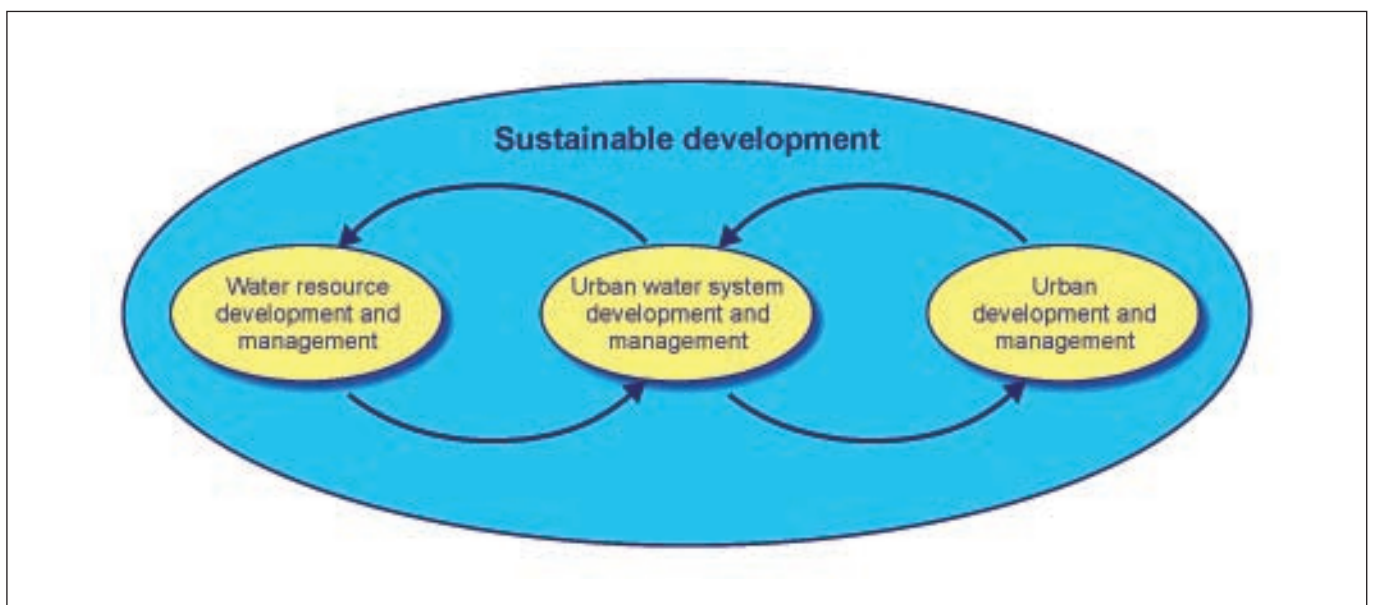 Sustainable development
Water resource
development and
management
Urban water system
development and
management
Urban
development and
management